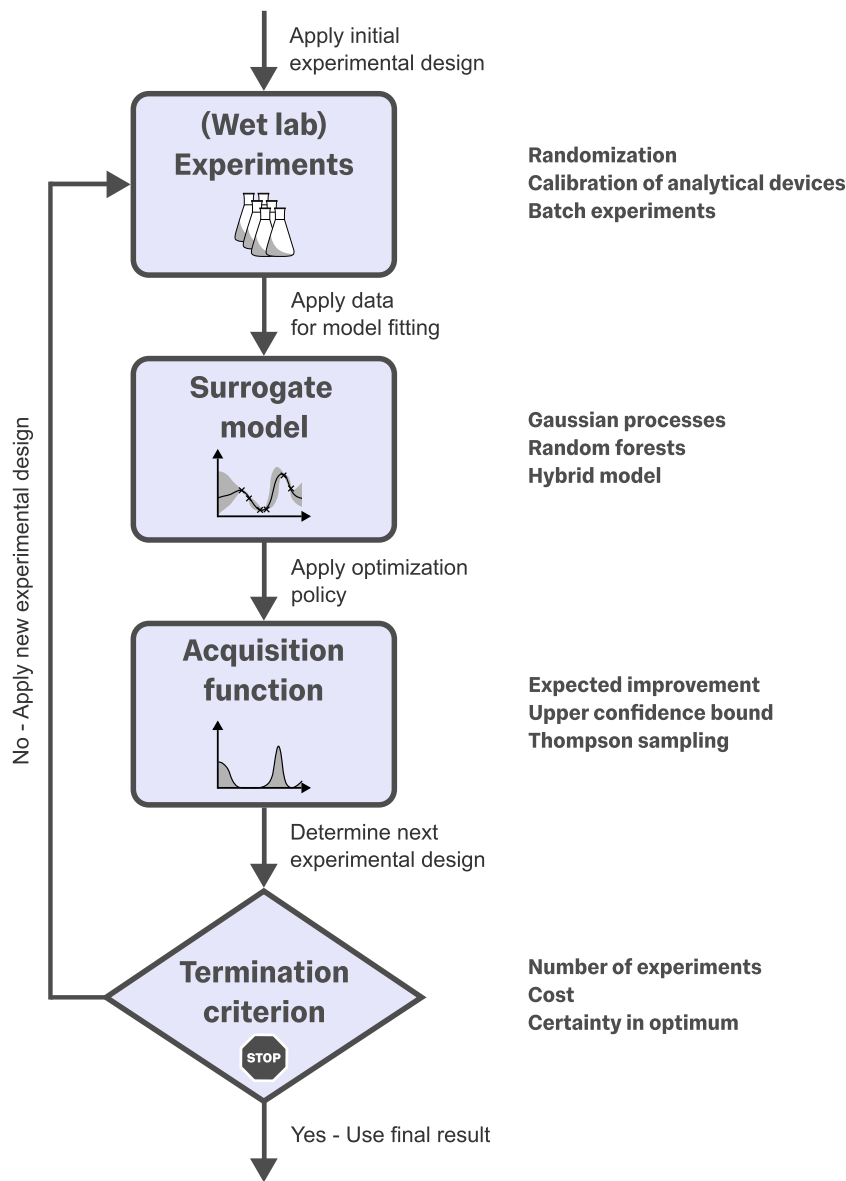 Apply initial
experimental design
(Wet lab)
Experiments
Randomization
Calibration of analytical devices
Batch experiments
Apply data
for model fitting
Surrogate
model
Gaussian processes
Random forests
Hybrid model
Apply optimization
policy
Acquisition
function
Expected improvement
Upper confidence bound
Thompson sampling
Determine next
experimental design
Termination
criterion
STOP
Number of experiments
Cost
Certainty in optimum
Yes - Use final result
No - Apply new experimental design